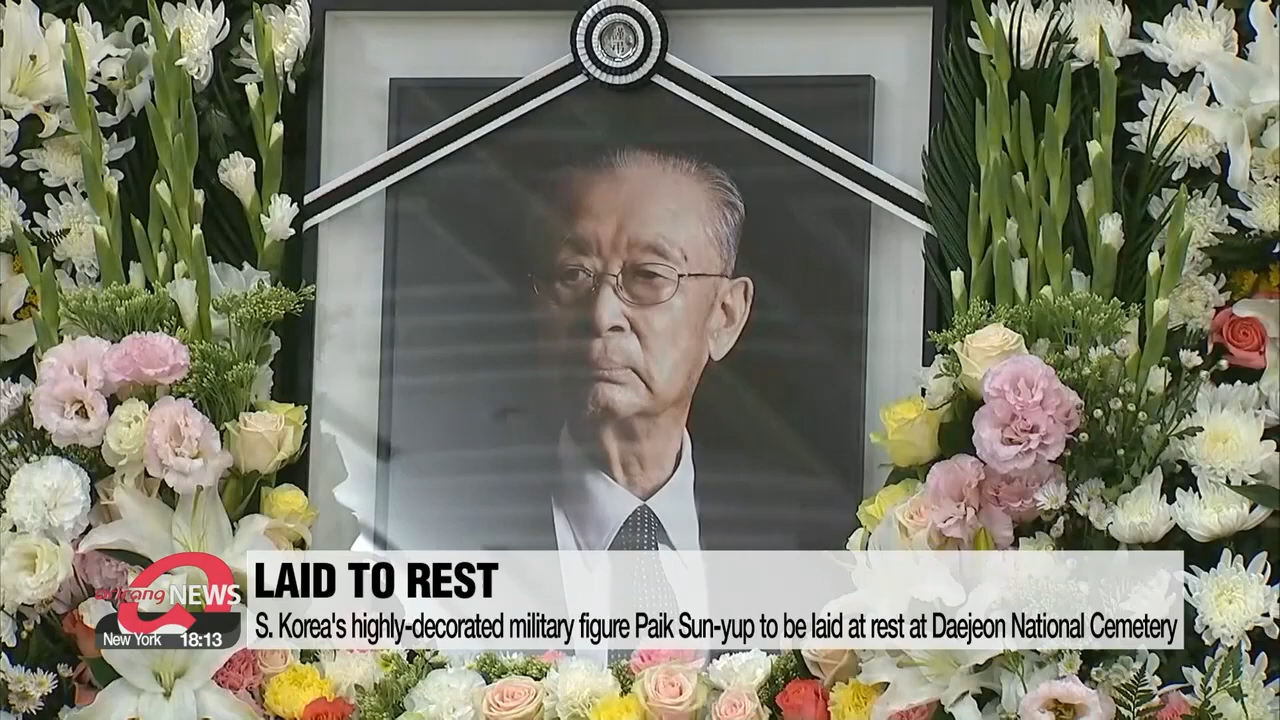 LAID TO REST
arirang NEWS
S. Korea's highly-decorated military figure Paik Sun-yup to be laid at rest at Daejeon National Cemetery
New York 18:13